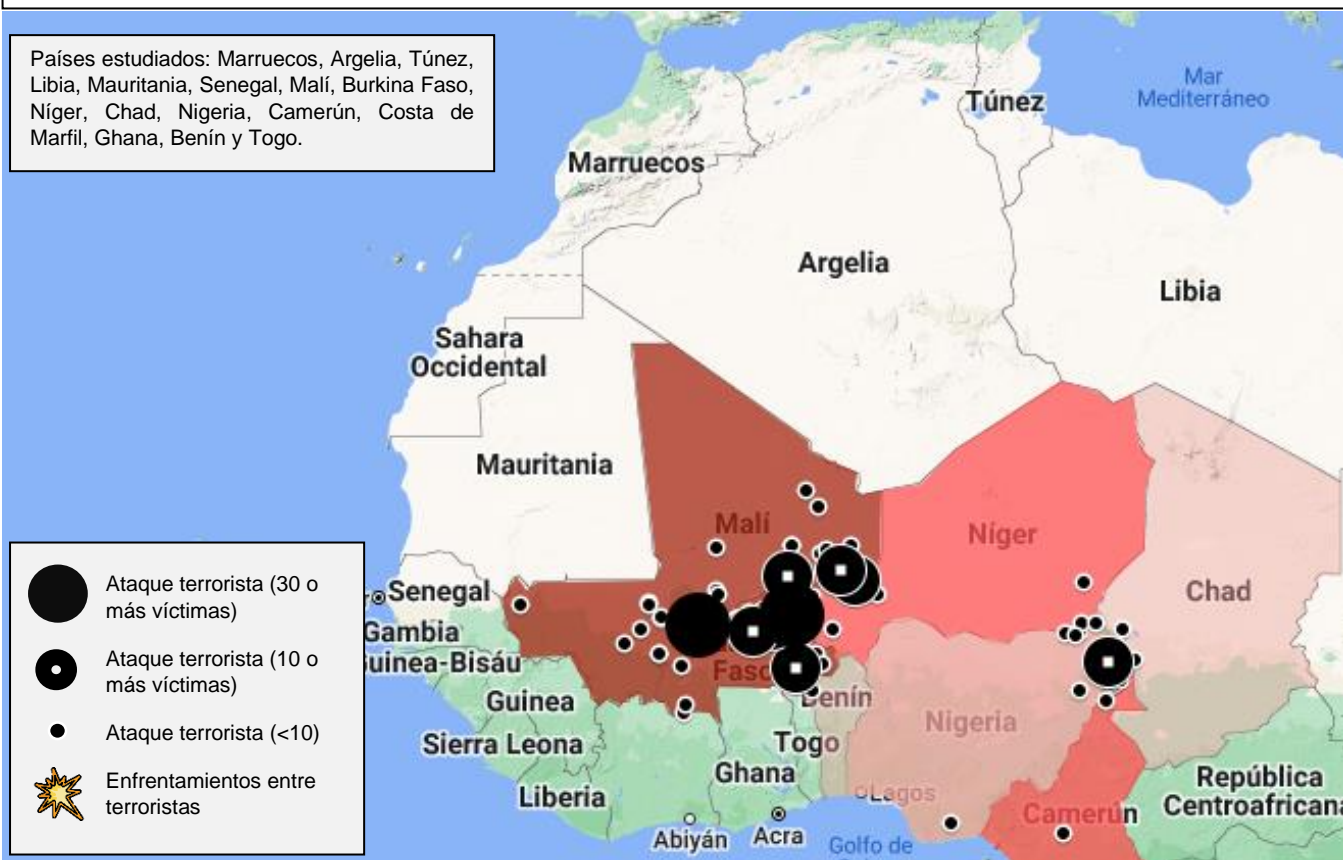 Países estudiados: Marruecos, Argelia, Túnez,
Libia, Mauritania, Senegal, Malí, Burkina Faso,
Níger, Chad, Nigeria, Camerún, Costa de
Marfil, Ghana, Benín y Togo.
Mar
Mediterráneo
Túnez
Marruecos
Argelia
Libia
Sahara
Occidental
Mauritania
Malí
Níger
Chad
Senegal
Gambia
Guinea-Bisáu
Faso
Guinea
Benín
Nigeria
Sierra Leona
Togo
Ghana
Liberia
Lagos
Camerún
República
Centroafricana
Abiyán
Acra
Golfo de
Ataque terrorista (30 o
más víctimas)
Ataque terrorista (10 o
más víctimas)
Ataque terrorista (<10)
Enfrentamientos entre
terroristas